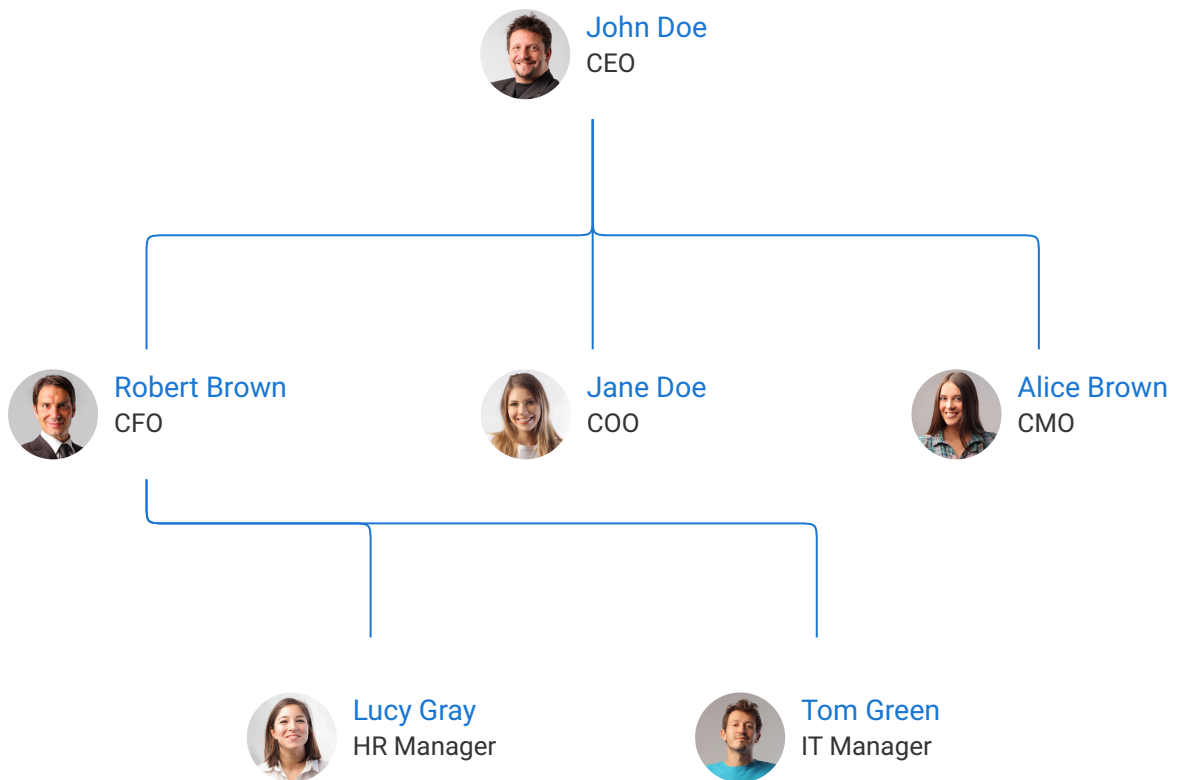 John Doe
CEO
Robert Brown
CFO
Jane Doe
COO
Alice Brown
CMO
Lucy Gray
HR Manager
Tom Green
IT Manager